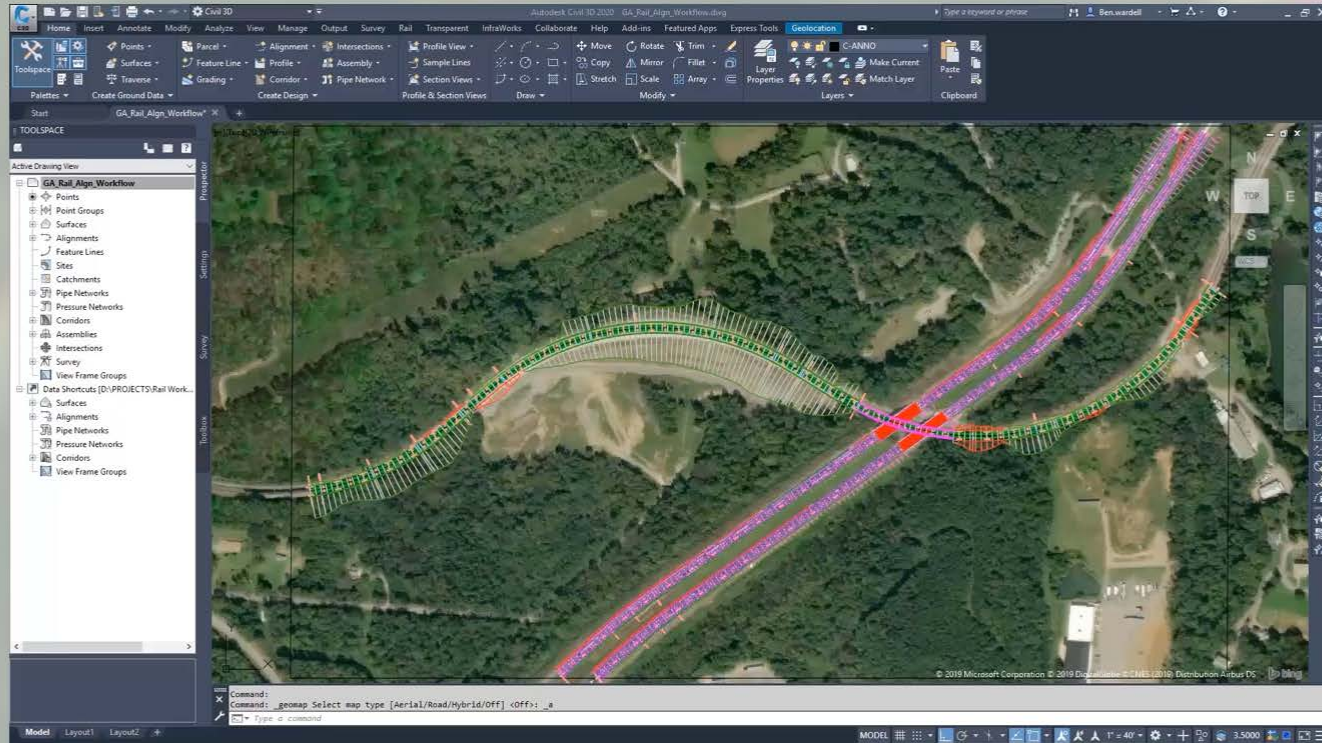 Civil 3D
Autodesk Civil 3D 2020 GA_Rail_Algn_Workflow.dwg
Type a keyword or phrase
Ben.wardell
Home Insert Annotate Modify Analyze View Manage Output Survey Rail Transparent InfraWorks Collaborate Help Add-ins Featured Apps Express Tools Geolocation
Toolspace
Points
Surfaces
Traverse
Parcel
Feature Line
Grading
Alignment
Profile
Corridor
Intersections
Assembly
Pipe Network
Profile View
Sample Lines
Section Views
Move Rotate Trim
Copy Mirror Fillet
Stretch Scale Array
Layer
Properties
C-ANNO
Make Current
Match Layer
Paste
Palettes Create Ground Data Create Design Profile & Section Views Draw Modify Layers Clipboard
Start GA_Rail_Algn_Workflow*
TOOLSPACE
Active Drawing View
GA_Rail_Algn_Workflow
Points
Point Groups
Surfaces
Alignments
Feature Lines
Sites
Catchments
Pipe Networks
Pressure Networks
Corridors
Assemblies
Intersections
Survey
View Frame Groups
Data Shortcuts [D:\PROJECTS\Rail Work...
Surfaces
Alignments
Pipe Networks
Pressure Networks
Corridors
View Frame Groups
Prospector
Settings
Survey
Toolbox
N
W TOP E
S
© 2019 Microsoft Corporation © 2019 DigitalGlobe ©CNES (2019) Distribution Airbus DS
bing
Command:
Command: _geomap Select map type [Aerial/Road/Hybrid/Off] <Off>: _a
Type a command
Model Layout1 Layout2 +
MODEL 1" = 40' 3.5000